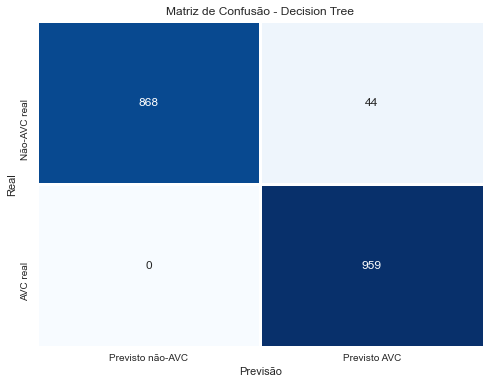 Matriz de Confusão - Decision Tree
Real
Não-AVC real
868
44
AVC real
0
959
Previsto não-AVC
Previsto AVC
Previsão